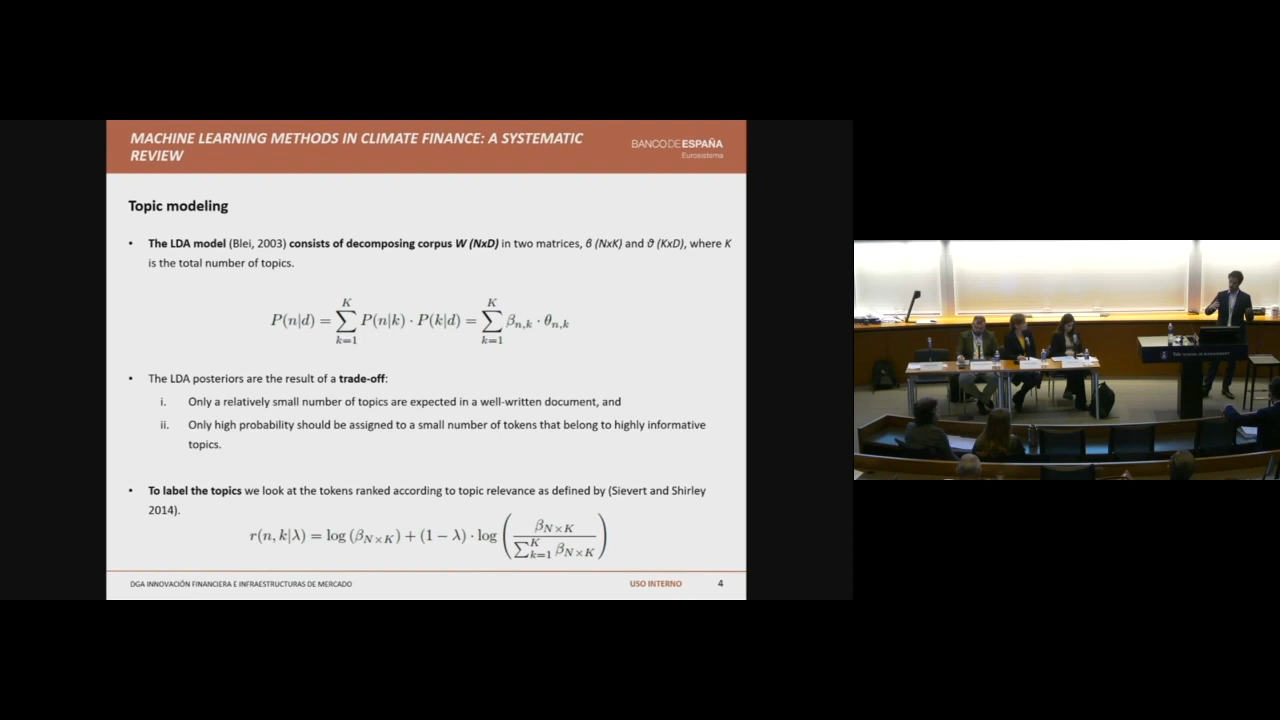 MACHINE LEARNING METHODS IN CLIMATE FINANCE: A SYSTEMATIC
REVIEW
BANCO DE ESPAÑA
Eurosistema
Topic modeling
• The LDA model (Blei, 2003) consists of decomposing corpus W (NxD) in two matrices, β (NxK) and ϑ (KxD), where K
is the total number of topics.
P(n|d) = ∑_{k=1}^{K} P(n|k) · P(k|d) = ∑_{k=1}^{K} β_{n,k} · θ_{n,k}
• The LDA posteriors are the result of a trade-off:
i. Only a relatively small number of topics are expected in a well-written document, and
ii. Only high probability should be assigned to a small number of tokens that belong to highly informative
topics.
• To label the topics we look at the tokens ranked according to topic relevance as defined by (Sievert and Shirley
2014).
r(n, k|λ) = log (β_{N×K}) + (1 − λ) · log (β_{N×K} / ∑_{k=1}^{K} β_{N×K})
DGA INNOVACIÓN FINANCIERA E INFRAESTRUCTURAS DE MERCADO
USO INTERNO
4
Yale SCHOOL OF MANAGEMENT